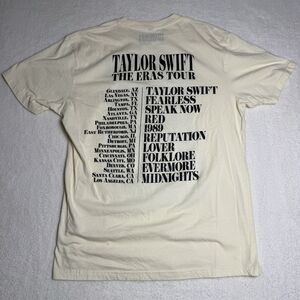 TAYLOR SWIFT
THE ERAS TOUR
GLENDALE, AZ
LAS VEGAS, NV
ARLINGTON, TX
TAMPA, FL
HOUSTON, TX
ATLANTA, GA
NASHVILLE, TN
PHILADELPHIA, PA
FOXBOROUGH, MA
EAST RUTHERFORD, NJ
CHICAGO, IL
DETROIT, MI
PITTSBURGH, PA
MINNEAPOLIS, MN
CINCINNATI, OH
KANSAS CITY, MO
DENVER, CO
SEATTLE, WA
SANTA CLARA, CA
LOS ANGELES, CA
TAYLOR SWIFT
FEARLESS
SPEAK NOW
RED
1989
REPUTATION
LOVER
FOLKLORE
EVERMORE
MIDNIGHTS